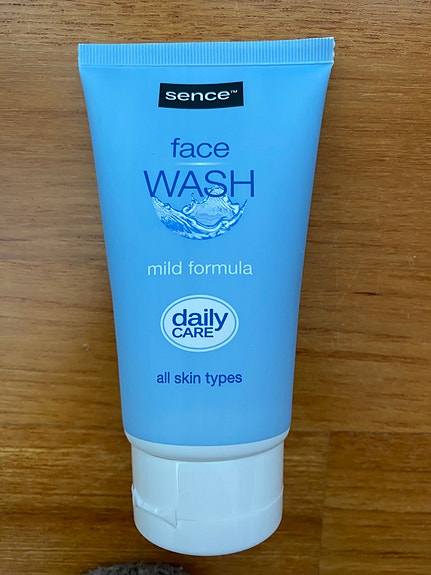 sence™
face
WASH
mild formula
daily
CARE
all skin types